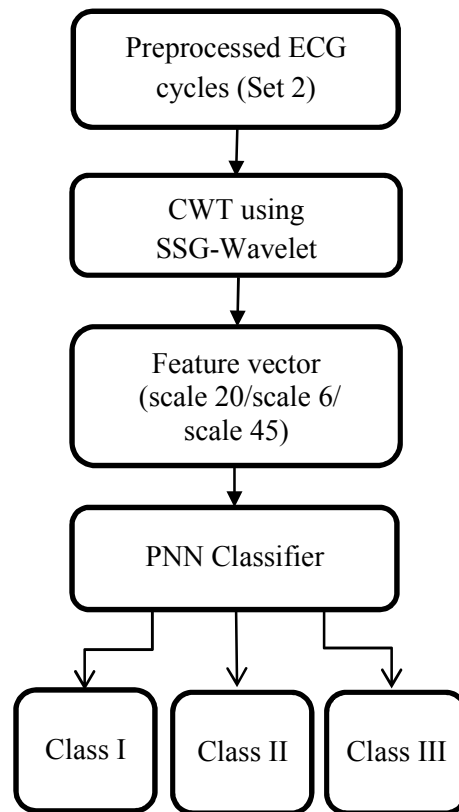 Preprocessed ECG
cycles (Set 2)
CWT using
SSG-Wavelet
Feature vector
(scale 20/scale 6/
scale 45)
PNN Classifier
Class I
Class II
Class III